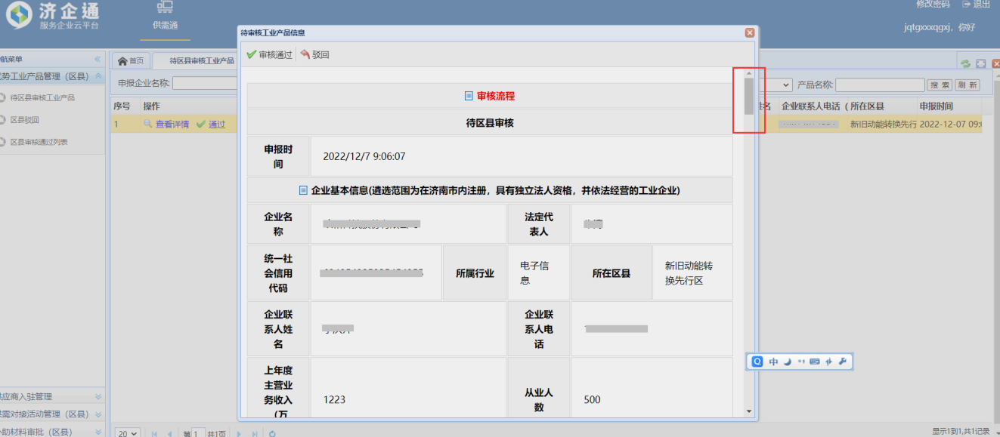 济企通
服务企业云平台
供需通
修改密码 退出
jqtgxxxqgxj，你好
航菜单
优势工业产品管理（区县）
待区县审核工业产品
区县驳回
区县审核通过列表
供应商入驻管理
供需对接活动管理（区县）
补助材料审批（区县）
首页
待区县审核工业产品
申报企业名称:
产品名称:
搜 索
刷 新
序号 操作
企业联系人电话 ( 所在区县 申报时间
1 查看详情 通过
新旧动能转换先行 2022-12-07 09:
待审核工业产品信息
审核通过 驳回
审核流程
待区县审核
申报时
间
2022/12/7 9:06:07
企业基本信息(遴选范围为在济南市内注册，具有独立法人资格，并依法经营的工业企业)
企业名
称
法定代
表人
统一社
会信用
代码
所属行业
电子信
息
所在区县
新旧动能转
换先行区
企业联
系人姓
名
企业联
系人电
话
上年度
主营业
务收入
（万
1223
从业人
数
500
中
20
第 1 共1页
显示1到1,共1记录